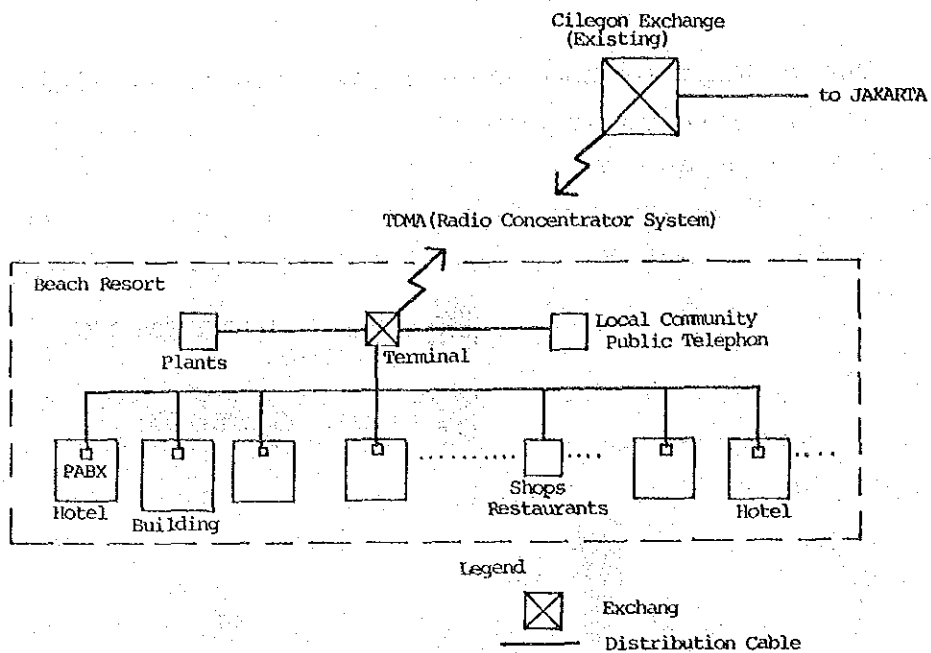 Cilegon Exchange
(Existing)
to JAKARTA
TDMA(Radio Concentrator System)
Beach Resort
Local Community
Public Telephon
Plants
Terminal
PABX
Hotel
Building
Shops
Restaurants
Hotel
Legend
Exchang
Distribution Cable